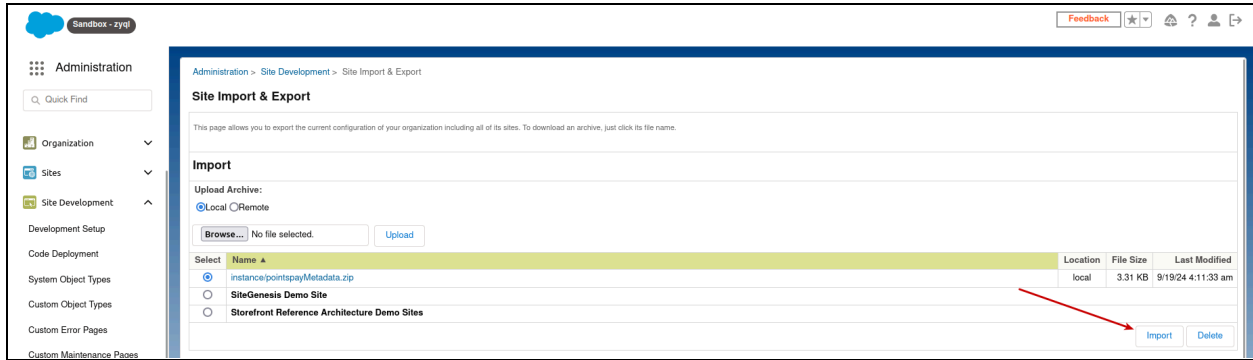 Sandbox - zyql
Feedback
Administration
Quick Find
Organization
Sites
Site Development
Development Setup
Code Deployment
System Object Types
Custom Object Types
Custom Error Pages
Custom Maintenance Pages
Administration > Site Development > Site Import & Export
Site Import & Export
This page allows you to export the current configuration of your organization including all of its sites. To download an archive, just click its file name.
Import
Upload Archive:
Local Remote
Browse... No file selected. Upload
Select Name ▲ Location File Size Last Modified
instance/pointspayMetadata.zip local 3.31 KB 9/19/24 4:11:33 am
SiteGenesis Demo Site
Storefront Reference Architecture Demo Sites
Import Delete